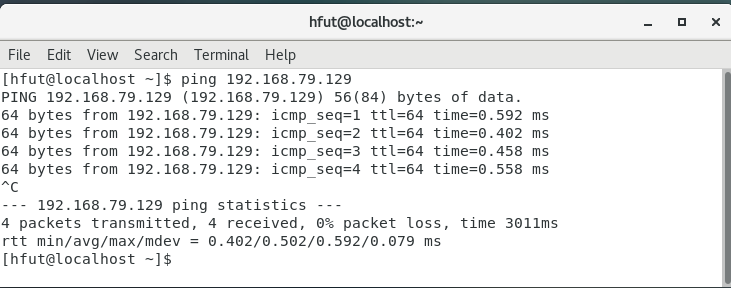 hfut@localhost:~
File Edit View Search Terminal Help
[hfut@localhost ~]$ ping 192.168.79.129
PING 192.168.79.129 (192.168.79.129) 56(84) bytes of data.
64 bytes from 192.168.79.129: icmp_seq=1 ttl=64 time=0.592 ms
64 bytes from 192.168.79.129: icmp_seq=2 ttl=64 time=0.402 ms
64 bytes from 192.168.79.129: icmp_seq=3 ttl=64 time=0.458 ms
64 bytes from 192.168.79.129: icmp_seq=4 ttl=64 time=0.558 ms
^C
--- 192.168.79.129 ping statistics ---
4 packets transmitted, 4 received, 0% packet loss, time 3011ms
rtt min/avg/max/mdev = 0.402/0.502/0.592/0.079 ms
[hfut@localhost ~]$